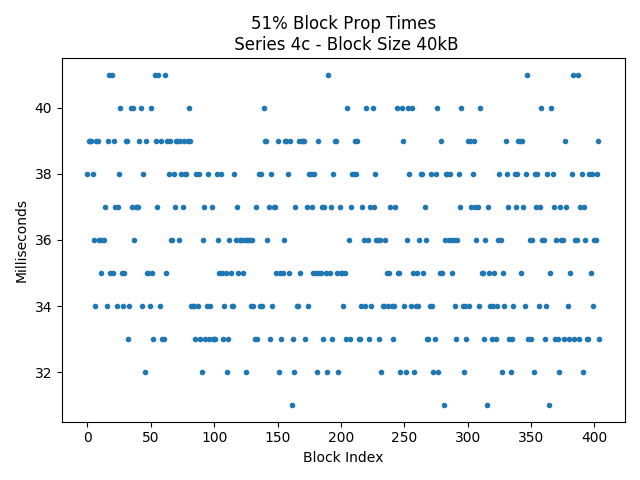 51% Block Prop Times
Series 4c - Block Size 40kB
Milliseconds
40
38
36
34
32
0 50 100 150 200 250 300 350 400
Block Index